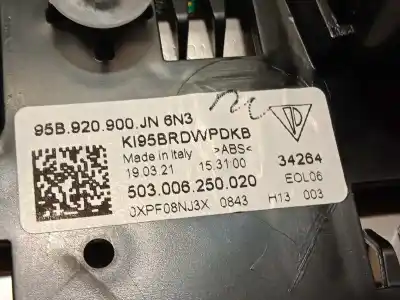 95B.920.900.JN 6N3
KI95BRDWPDKB
Made in Italy >ABS<
19.03.21 15:31:00 34264
503.006.250.020 EOL06
0XPF08NJ3X 0843 H13 003